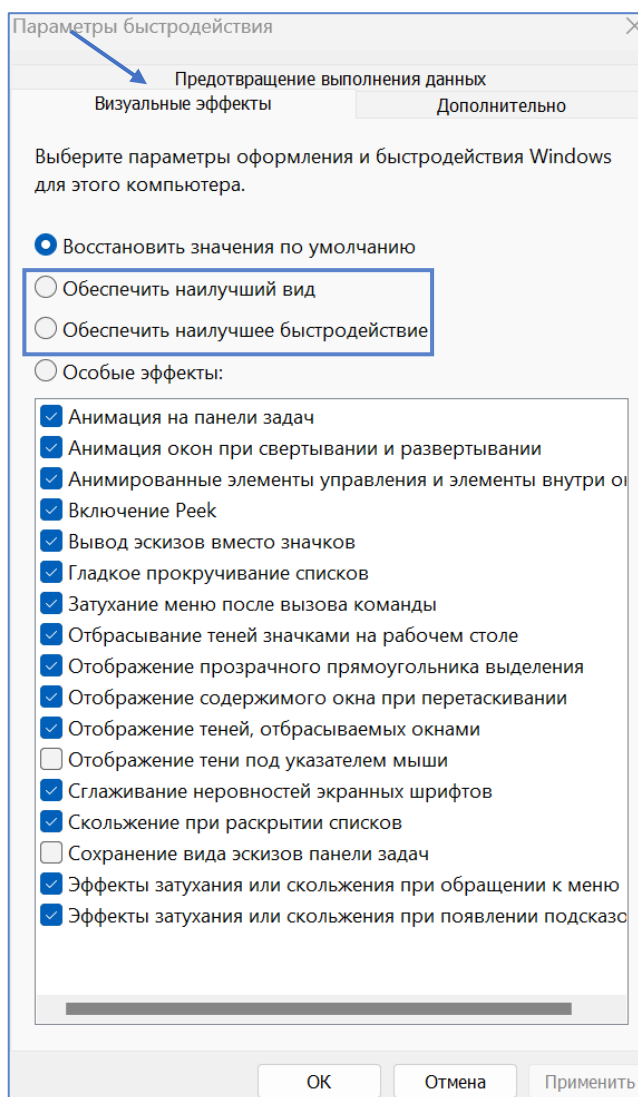 Параметры быстродействия
Предотвращение выполнения данных
Визуальные эффекты
Дополнительно
Выберите параметры оформления и быстродействия Windows
для этого компьютера.
Восстановить значения по умолчанию
Обеспечить наилучший вид
Обеспечить наилучшее быстродействие
Особые эффекты:
Анимация на панели задач
Анимация окон при свертывании и развертывании
Анимированные элементы управления и элементы внутри
Включение Peek
Вывод эскизов вместо значков
Гладкое прокручивание списков
Затухание меню после вызова команды
Отбрасывание теней значками на рабочем столе
Отображение прозрачного прямоугольника выделения
Отображение содержимого окна при перетаскивании
Отображение теней, отбрасываемых окнами
Отображение тени под указателем мыши
Сглаживание неровностей экранных шрифтов
Скольжение при раскрытии списков
Сохранение вида эскизов панели задач
Эффекты затухания или скольжения при обращении к меню
Эффекты затухания или скольжения при появлении подсказо
ОК
Отмена
Применить